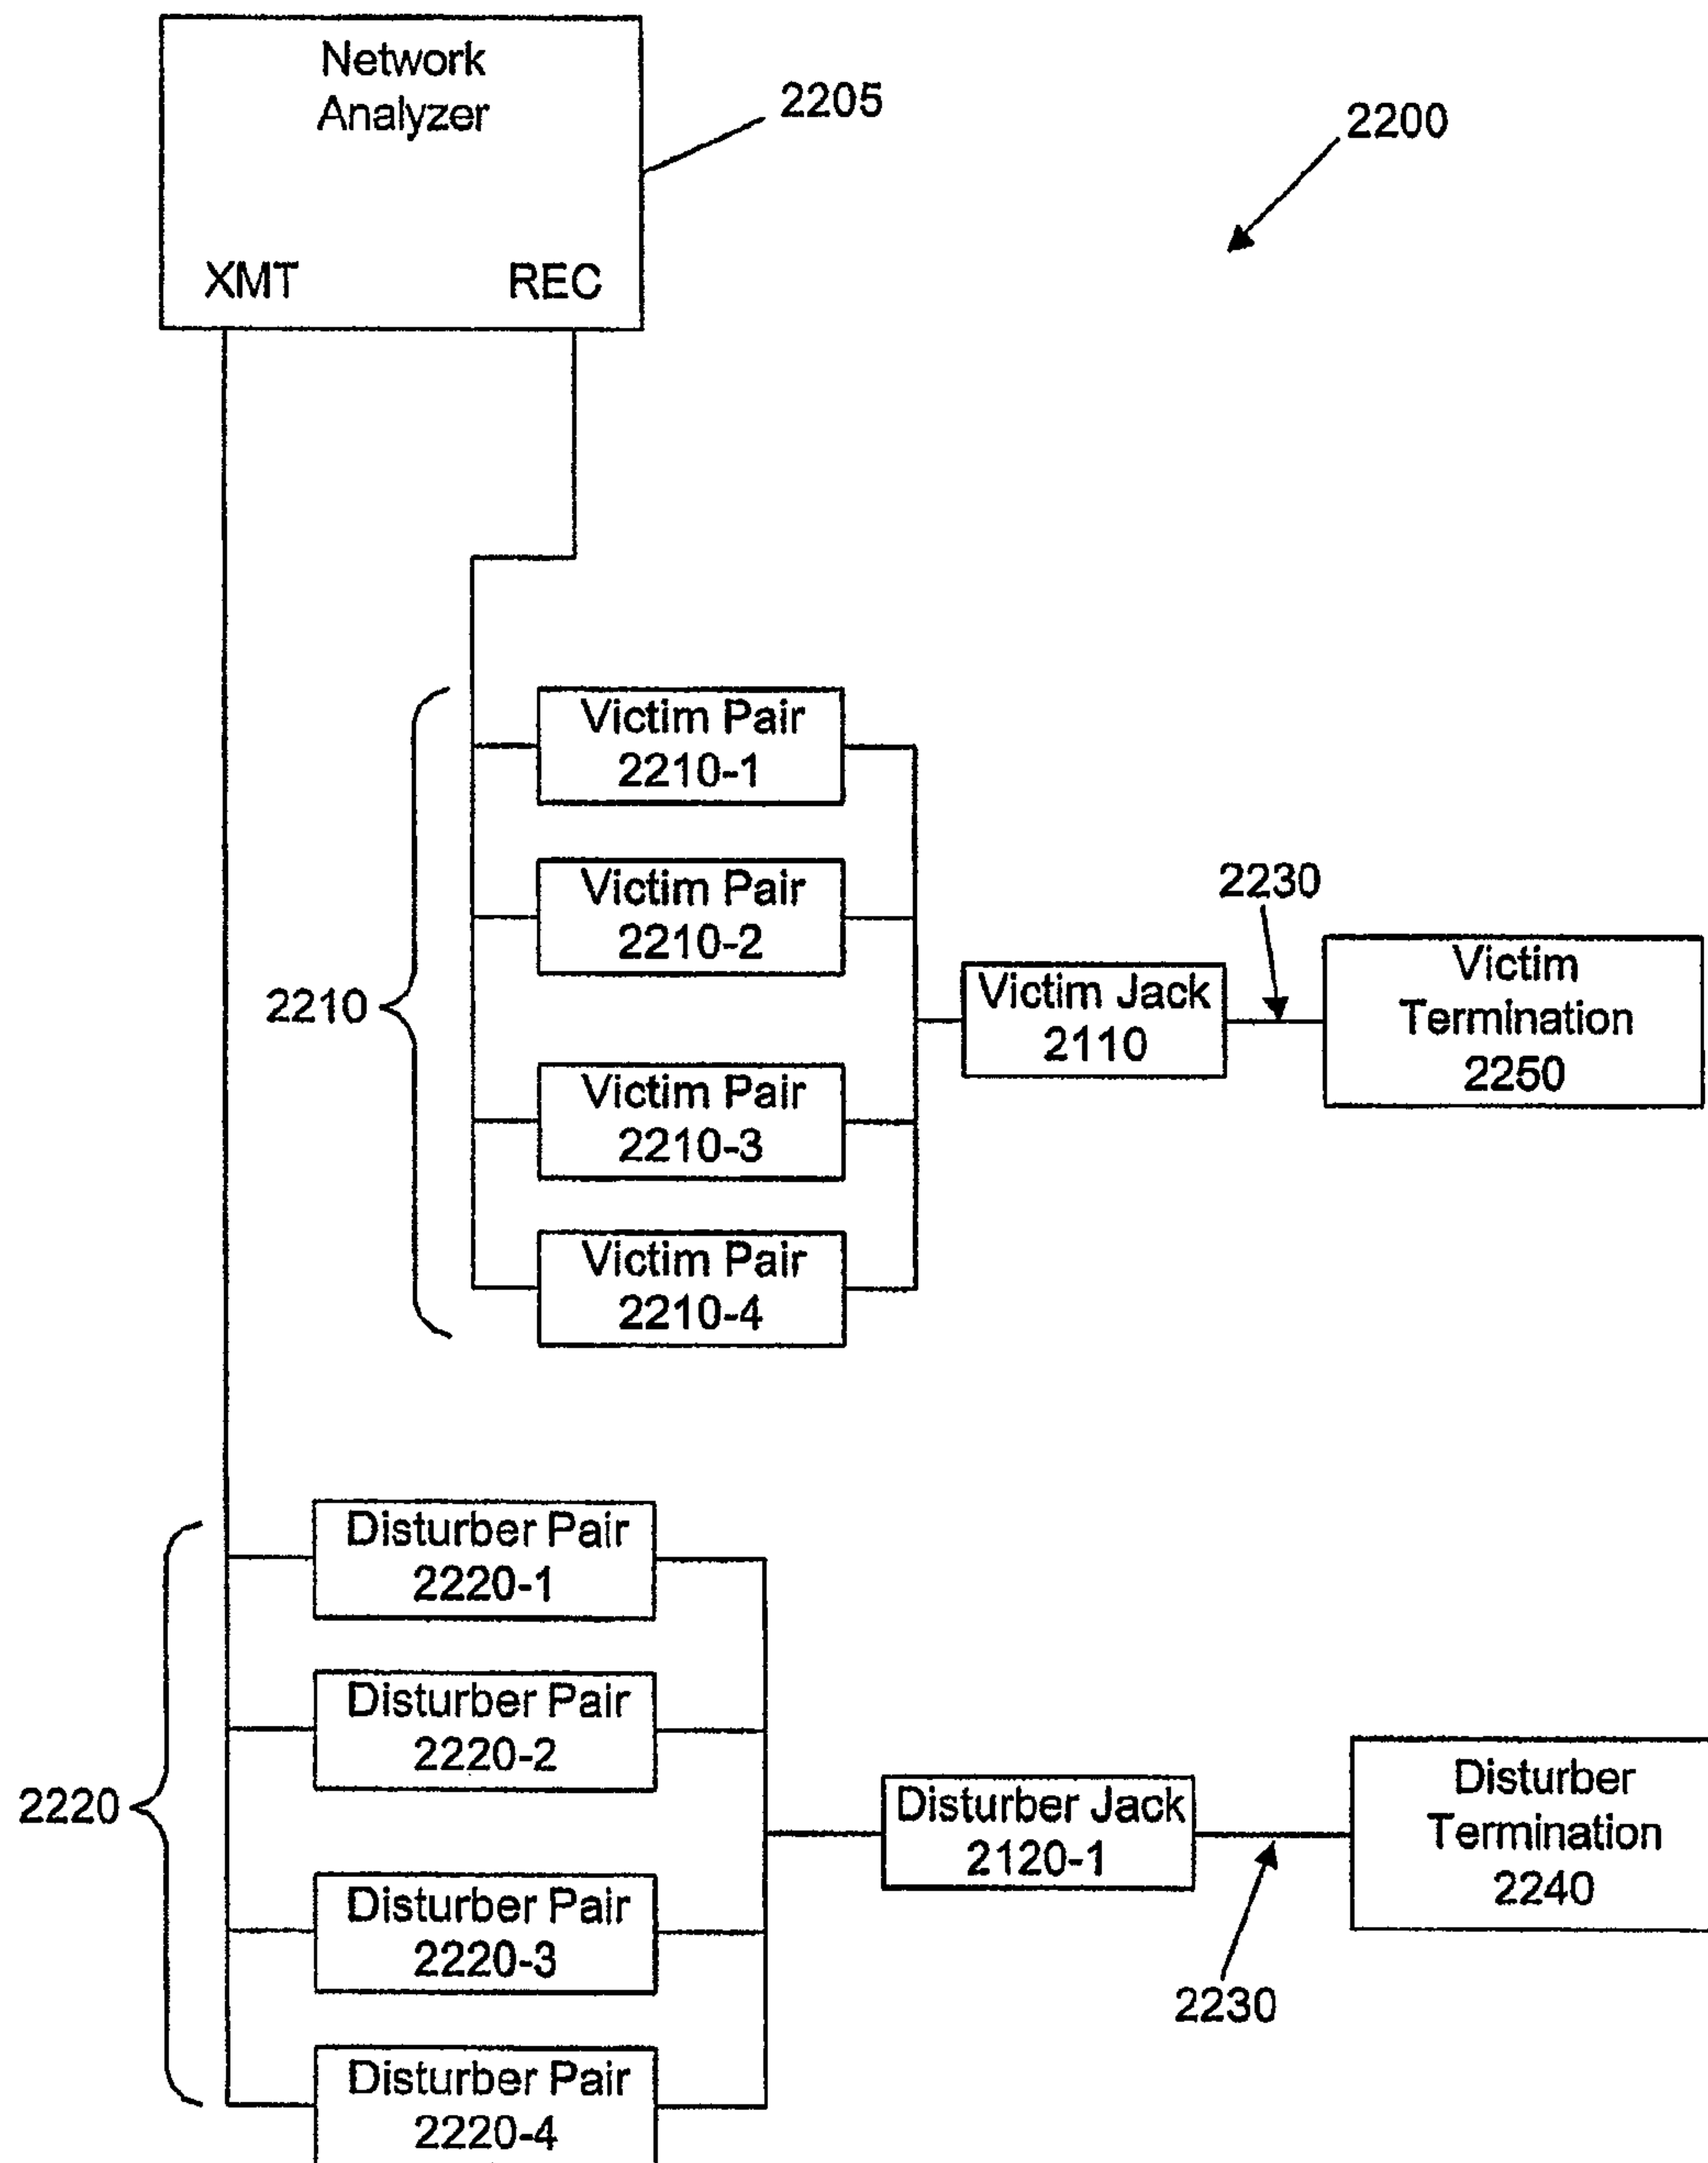 Network
Analyzer
XMT REC
2205
2200
Victim Pair
2210-1
Victim Pair
2210-2
2210
Victim Pair
2210-3
Victim Pair
2210-4
Victim Jack
2110
2230
Victim
Termination
2250
Disturber Pair
2220-1
Disturber Pair
2220-2
2220
Disturber Pair
2220-3
Disturber Pair
2220-4
Disturber Jack
2120-1
2230
Disturber
Termination
2240